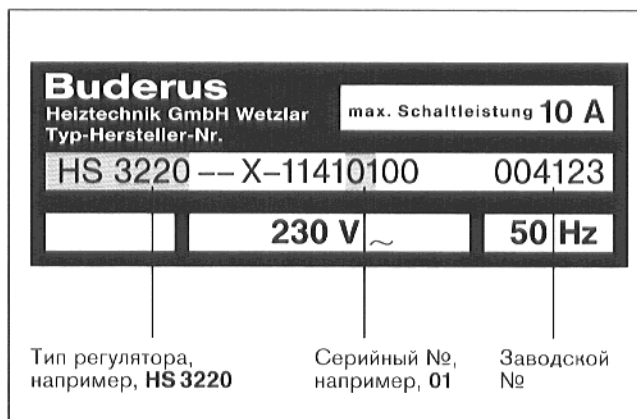 Buderus
Heiztechnik GmbH Wetzlar
Typ-Hersteller-Nr.
max. Schaltleistung 10 A
HS 3220 –– X–11410100 004123
230 V ~ 50 Hz
Тип регулятора,
например, HS 3220
Серийный №,
например, 01
Заводской
№